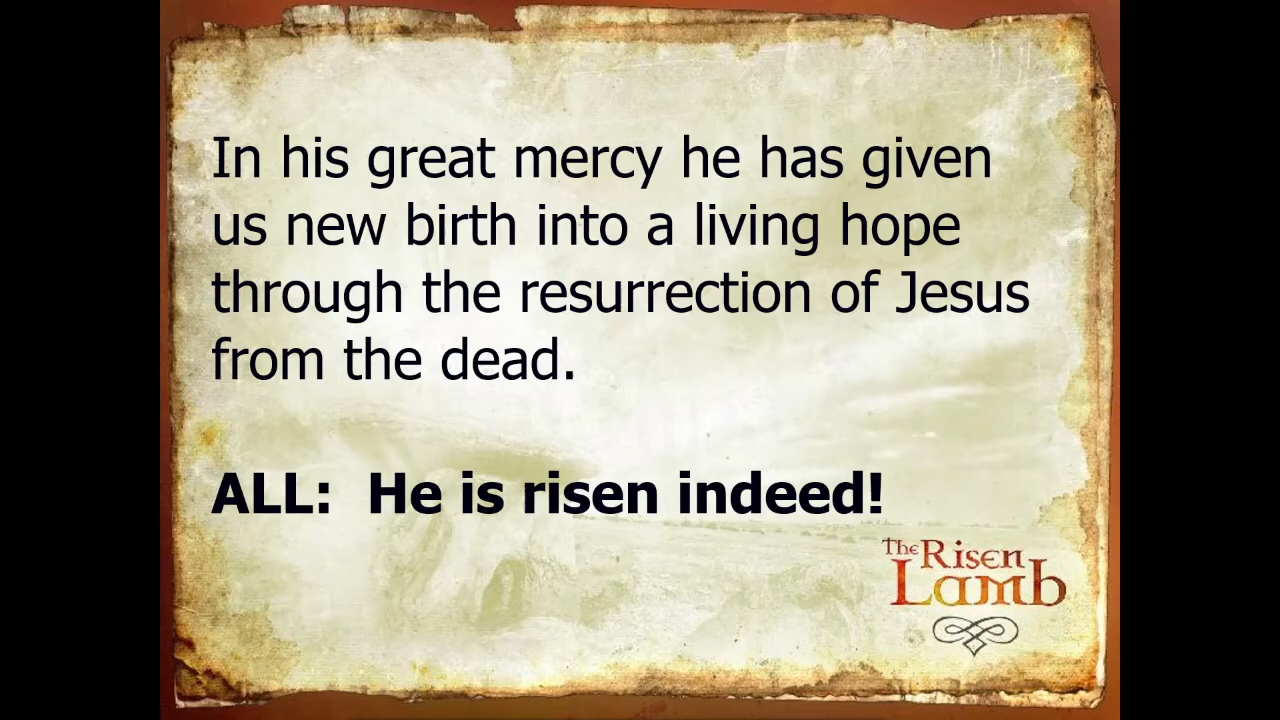 In his great mercy he has given
us new birth into a living hope
through the resurrection of Jesus
from the dead.
ALL: He is risen indeed!
The Risen
Lamb